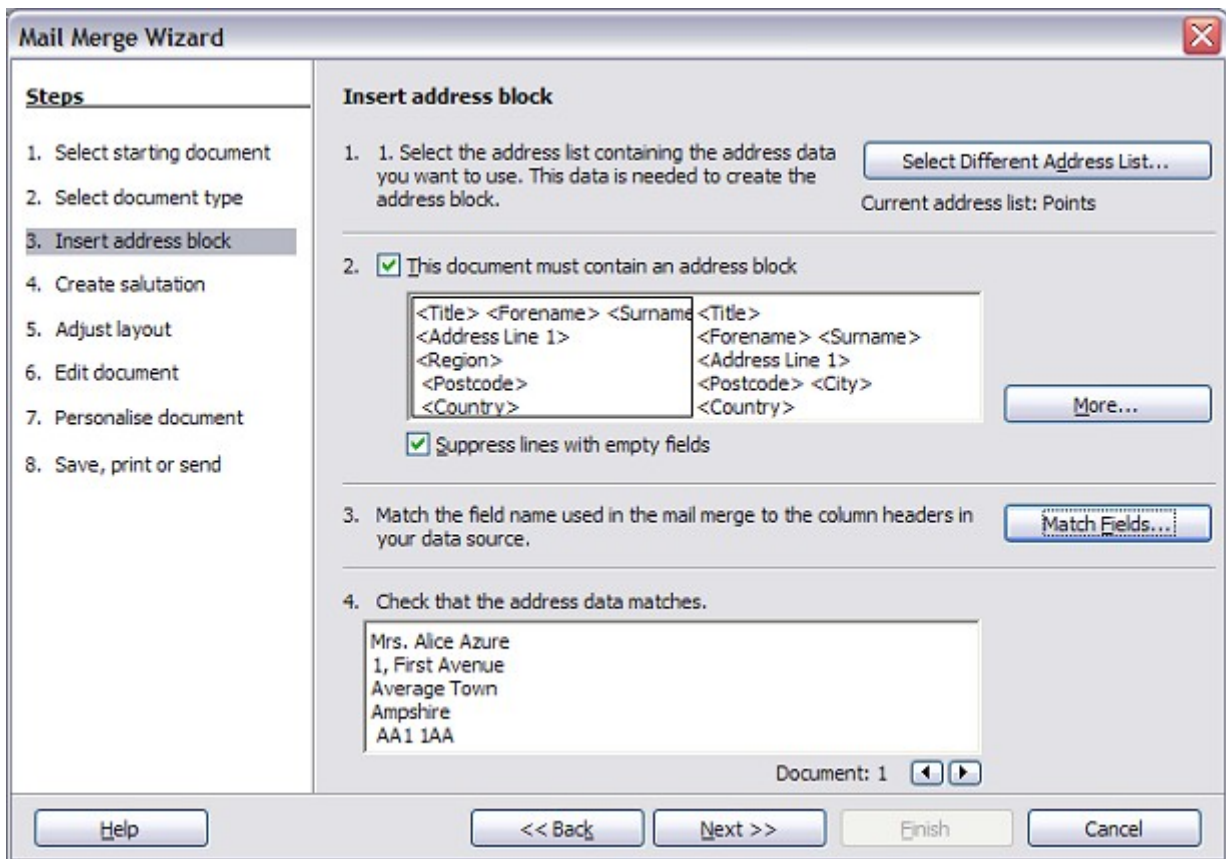 Mail Merge Wizard
Steps
1. Select starting document
2. Select document type
3. Insert address block
4. Create salutation
5. Adjust layout
6. Edit document
7. Personalise document
8. Save, print or send
Insert address block
1. 1. Select the address list containing the address data
you want to use. This data is needed to create the
address block.
Select Different Address List...
Current address list: Points
2. This document must contain an address block
<Title> <Forename> <Surname
<Address Line 1>
<Region>
<Postcode>
<Country>
<Title>
<Forename> <Surname>
<Address Line 1>
<Postcode> <City>
<Country>
More...
Suppress lines with empty fields
3. Match the field name used in the mail merge to the column headers in
your data source.
Match Fields...
4. Check that the address data matches.
Mrs. Alice Azure
1, First Avenue
Average Town
Ampshire
AA1 1AA
Document: 1
Help
<< Back
Next >>
Finish
Cancel